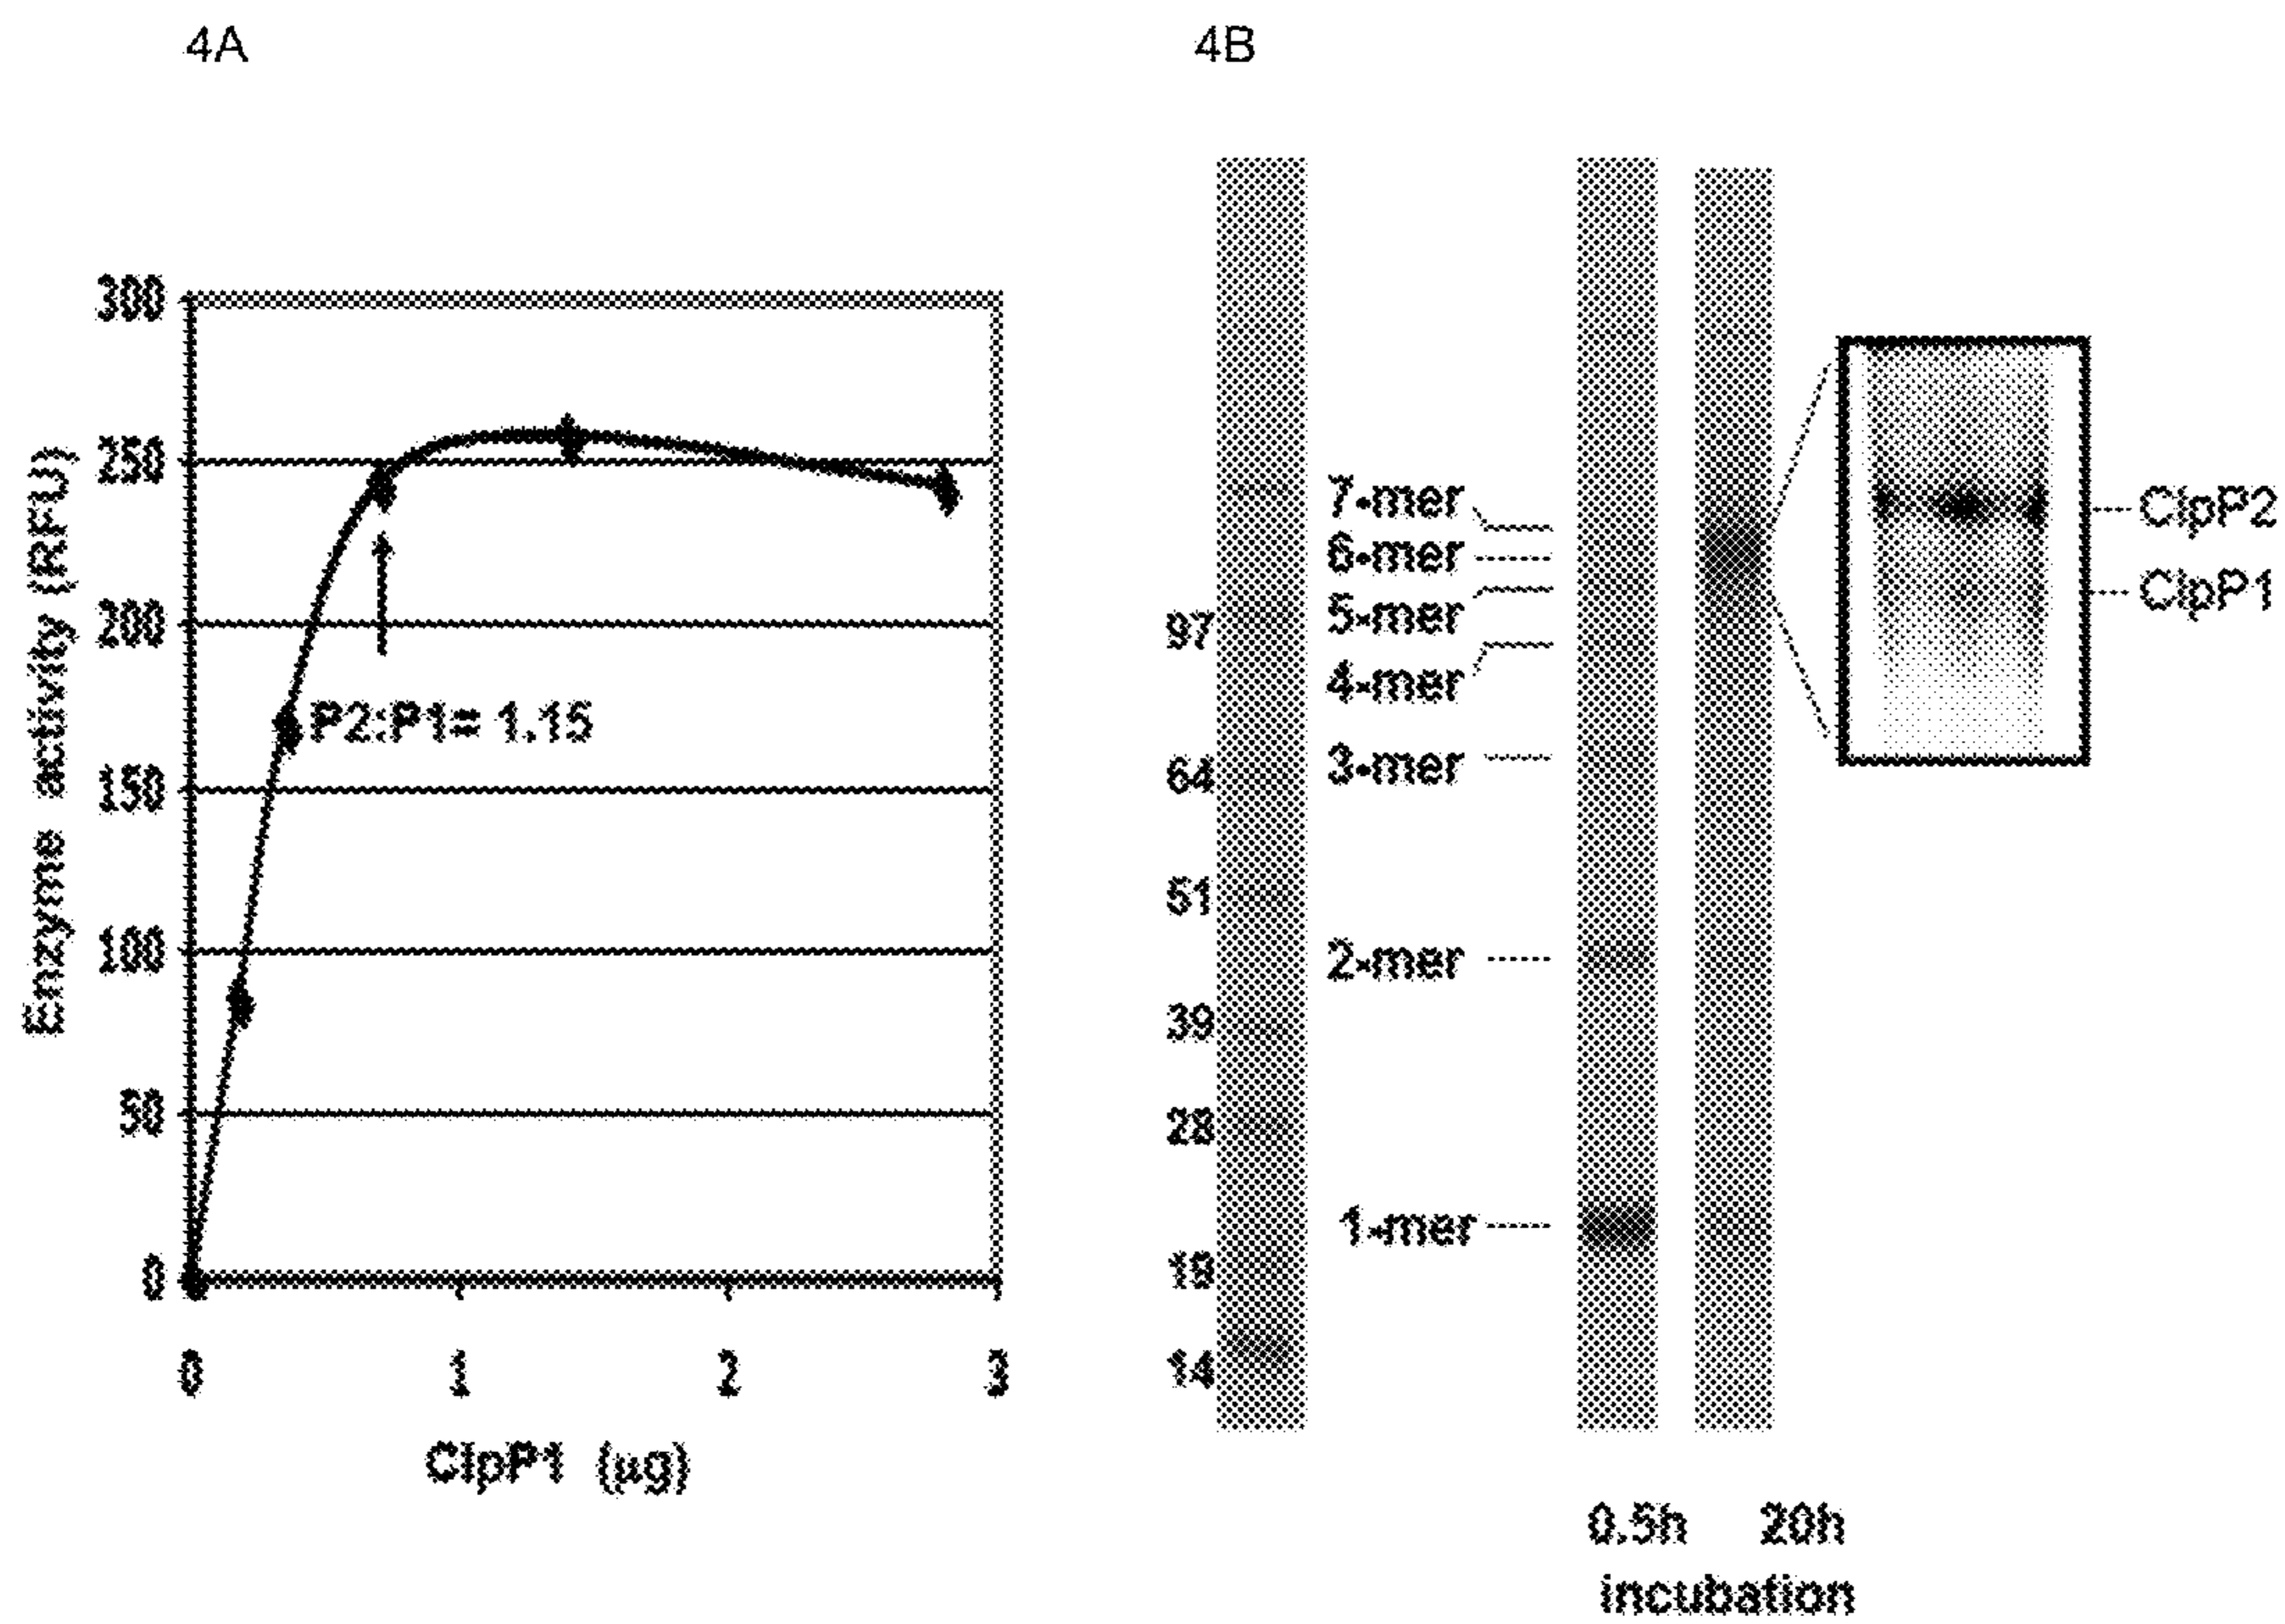 4A
4B
300
250
200
150
100
50
0
Enzyme activity (RFU)
P2:P1= 1.15
0 1 2 3
ClpP1 (µg)
97
64
51
39
28
19
14
7-mer
6-mer
5-mer
4-mer
3-mer
2-mer
1-mer
ClpP2
ClpP1
0.5h 20h
incubation